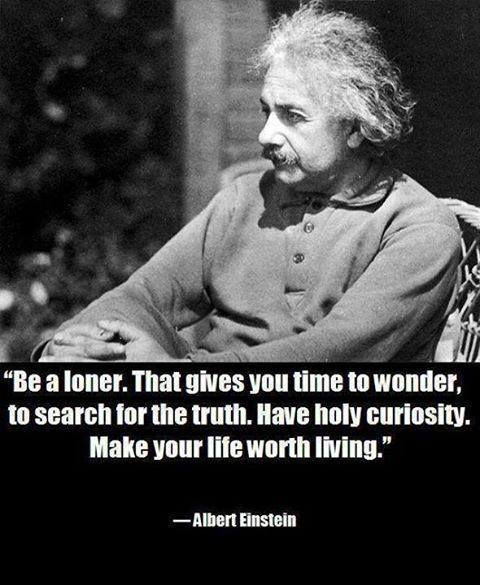 “Be a loner. That gives you time to wonder,
to search for the truth. Have holy curiosity.
Make your life worth living.”
—Albert Einstein